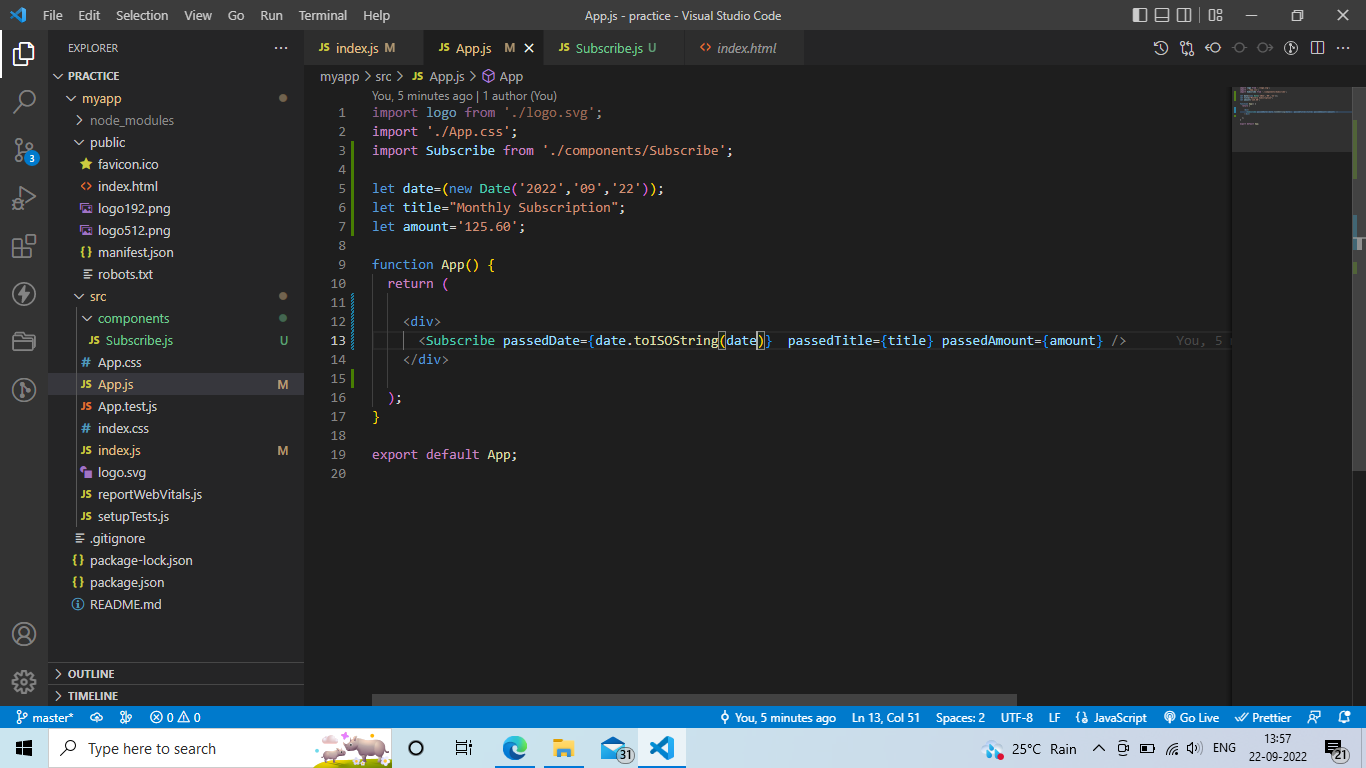 File Edit Selection View Go Run Terminal Help App.js - practice - Visual Studio Code
EXPLORER
PRACTICE
myapp
node_modules
public
favicon.ico
index.html
logo192.png
logo512.png
manifest.json
robots.txt
src
components
Subscribe.js U
App.css
App.js M
App.test.js
index.css
index.js M
logo.svg
reportWebVitals.js
setupTests.js
.gitignore
package-lock.json
package.json
README.md
OUTLINE
TIMELINE
3
index.js M App.js M Subscribe.js U index.html
myapp > src > JS App.js > App
You, 5 minutes ago | 1 author (You)
1 import logo from './logo.svg';
2 import './App.css';
3 import Subscribe from './components/Subscribe';
4
5 let date=(new Date('2022','09','22'));
6 let title="Monthly Subscription";
7 let amount='125.60';
8
9 function App() {
10 return (
11
12 <div>
13 <Subscribe passedDate={date.toISOString(date)} passedTitle={title} passedAmount={amount} /> You, 5
14 </div>
15
16 );
17 }
18
19 export default App;
20
master* 0 0 You, 5 minutes ago Ln 13, Col 51 Spaces: 2 UTF-8 LF JavaScript Go Live Prettier
Type here to search 31 25°C Rain ENG 13:57
22-09-2022 21